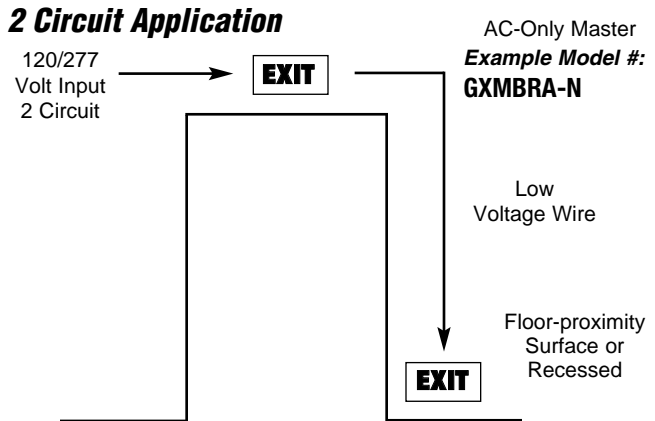 2 Circuit Application
120/277
Volt Input
2 Circuit
EXIT
AC-Only Master
Example Model #:
GXMBRA-N
Low
Voltage Wire
Floor-proximity
Surface or
Recessed
EXIT